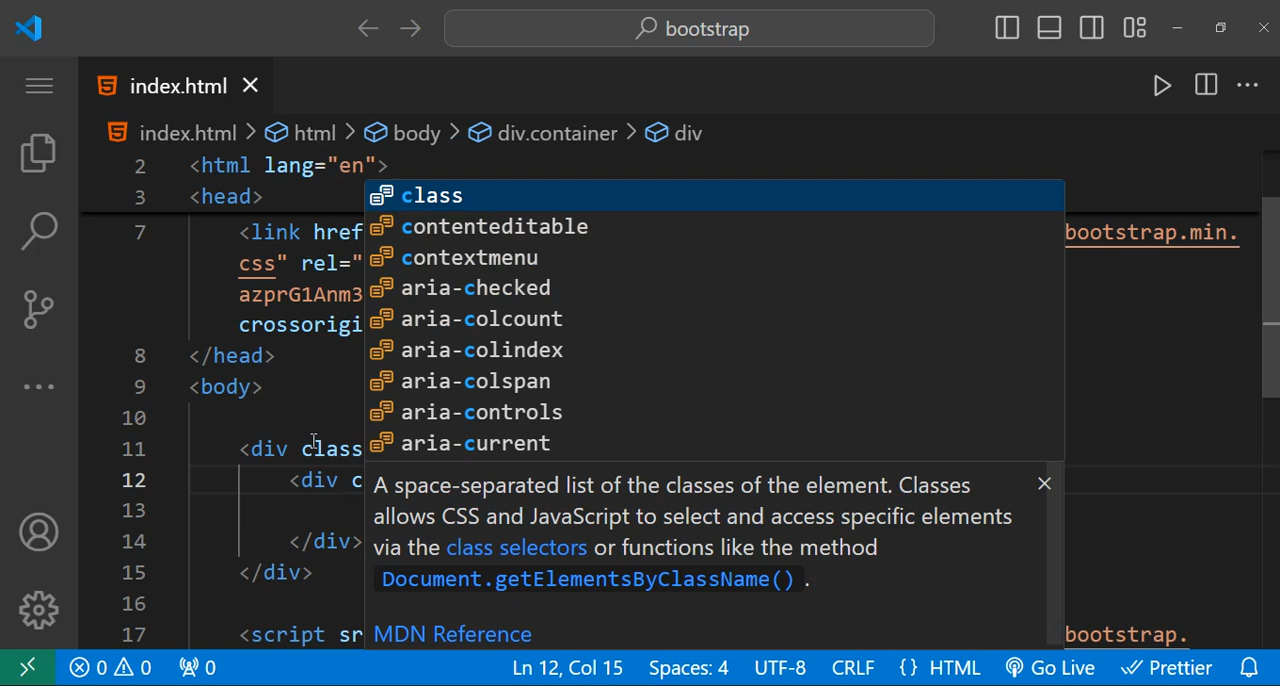 bootstrap
index.html
index.html > html > body > div.container > div
2 <html lang="en">
3 <head>
7 <link href bootstrap.min.
css" rel="
azprG1Anm3
crossorigi
8 </head>
9 <body>
10
11 <div class
12 <div c
13
14 </div>
15 </div>
16
17 <script sr bootstrap.
class
contenteditable
contextmenu
aria-checked
aria-colcount
aria-colindex
aria-colspan
aria-controls
aria-current
A space-separated list of the classes of the element. Classes
allows CSS and JavaScript to select and access specific elements
via the class selectors or functions like the method
Document.getElementsByClassName() .
MDN Reference
0 0 0 Ln 12, Col 15 Spaces: 4 UTF-8 CRLF {} HTML Go Live Prettier